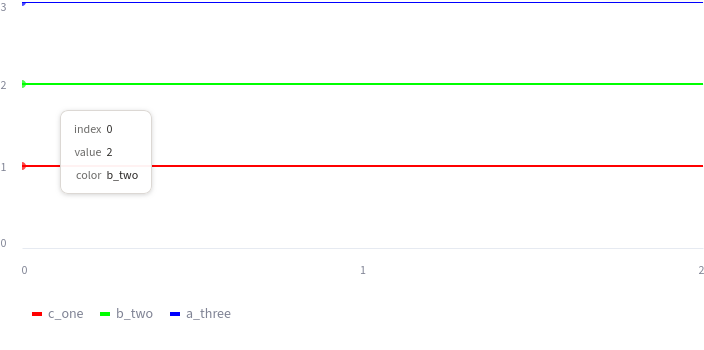 3
2
index 0
value 2
color b_two
1
0
0 1 2
c_one b_two a_three